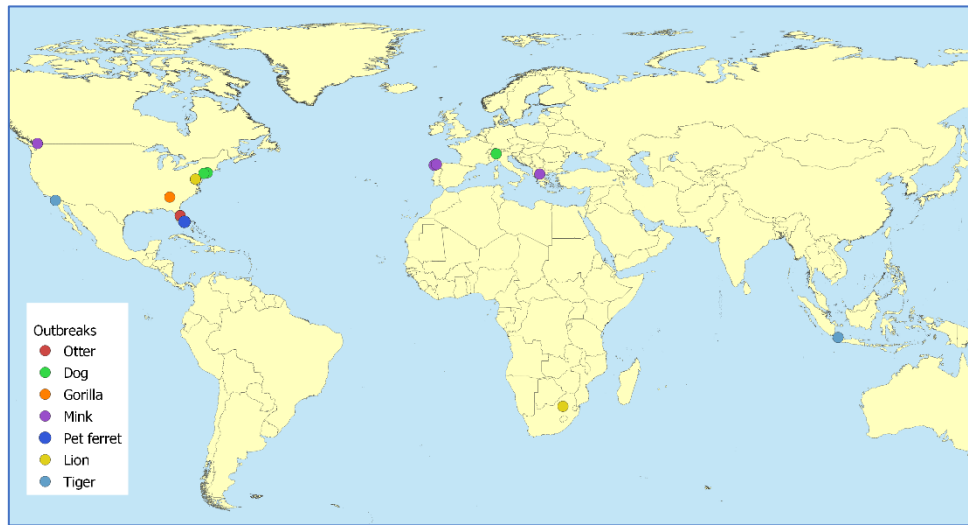 Outbreaks
Otter
Dog
Gorilla
Mink
Pet ferret
Lion
Tiger